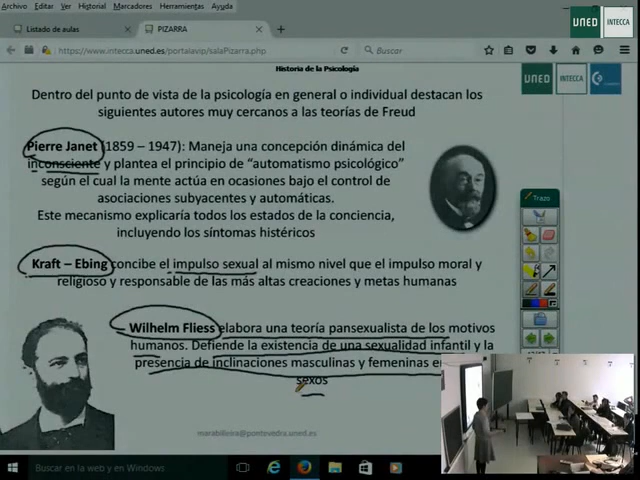 Archivo Editar Ver Historial Marcadores Herramientas Ayuda
Listado de aulas
PIZARRA
https://www.intecca.uned.es/portalavip/salaPizarra.php
Buscar
UNED INTECCA
Historia de la Psicología
UNED INTECCA
Dentro del punto de vista de la psicología en general o individual destacan los
siguientes autores muy cercanos a las teorías de Freud
Pierre Janet (1859 – 1947): Maneja una concepción dinámica del
inconsciente y plantea el principio de “automatismo psicológico”
según el cual la mente actúa en ocasiones bajo el control de
asociaciones subyacentes y automáticas.
Este mecanismo explicaría todos los estados de la conciencia,
incluyendo los síntomas histéricos
Trazo
Kraft – Ebing concibe el impulso sexual al mismo nivel que el impulso moral y
religioso y responsable de las más altas creaciones y metas humanas
Wilhelm Fliess elabora una teoría pansexualista de los motivos
humanos. Defiende la existencia de una sexualidad infantil y la
presencia de inclinaciones masculinas y femeninas
sexos
marabilleira@pontevedra.uned.es
Buscar en la web y en Windows